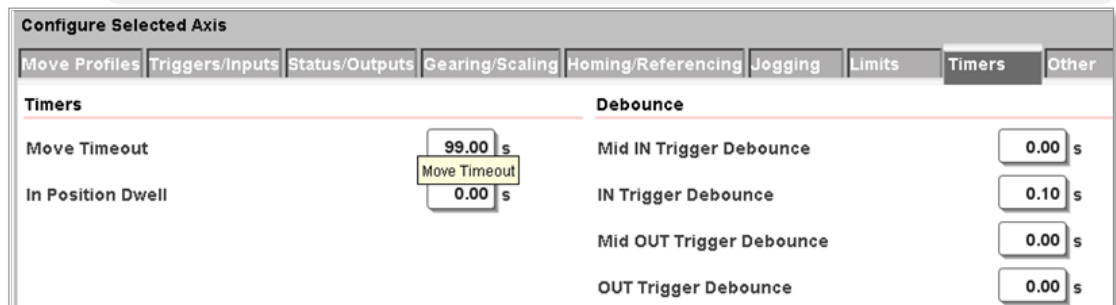 Configure Selected Axis
Move Profiles Triggers/Inputs Status/Outputs Gearing/Scaling Homing/Referencing Jogging Limits Timers Other
Timers
Move Timeout 99.00 s
Move Timeout
In Position Dwell 0.00 s
Debounce
Mid IN Trigger Debounce 0.00 s
IN Trigger Debounce 0.10 s
Mid OUT Trigger Debounce 0.00 s
OUT Trigger Debounce 0.00 s